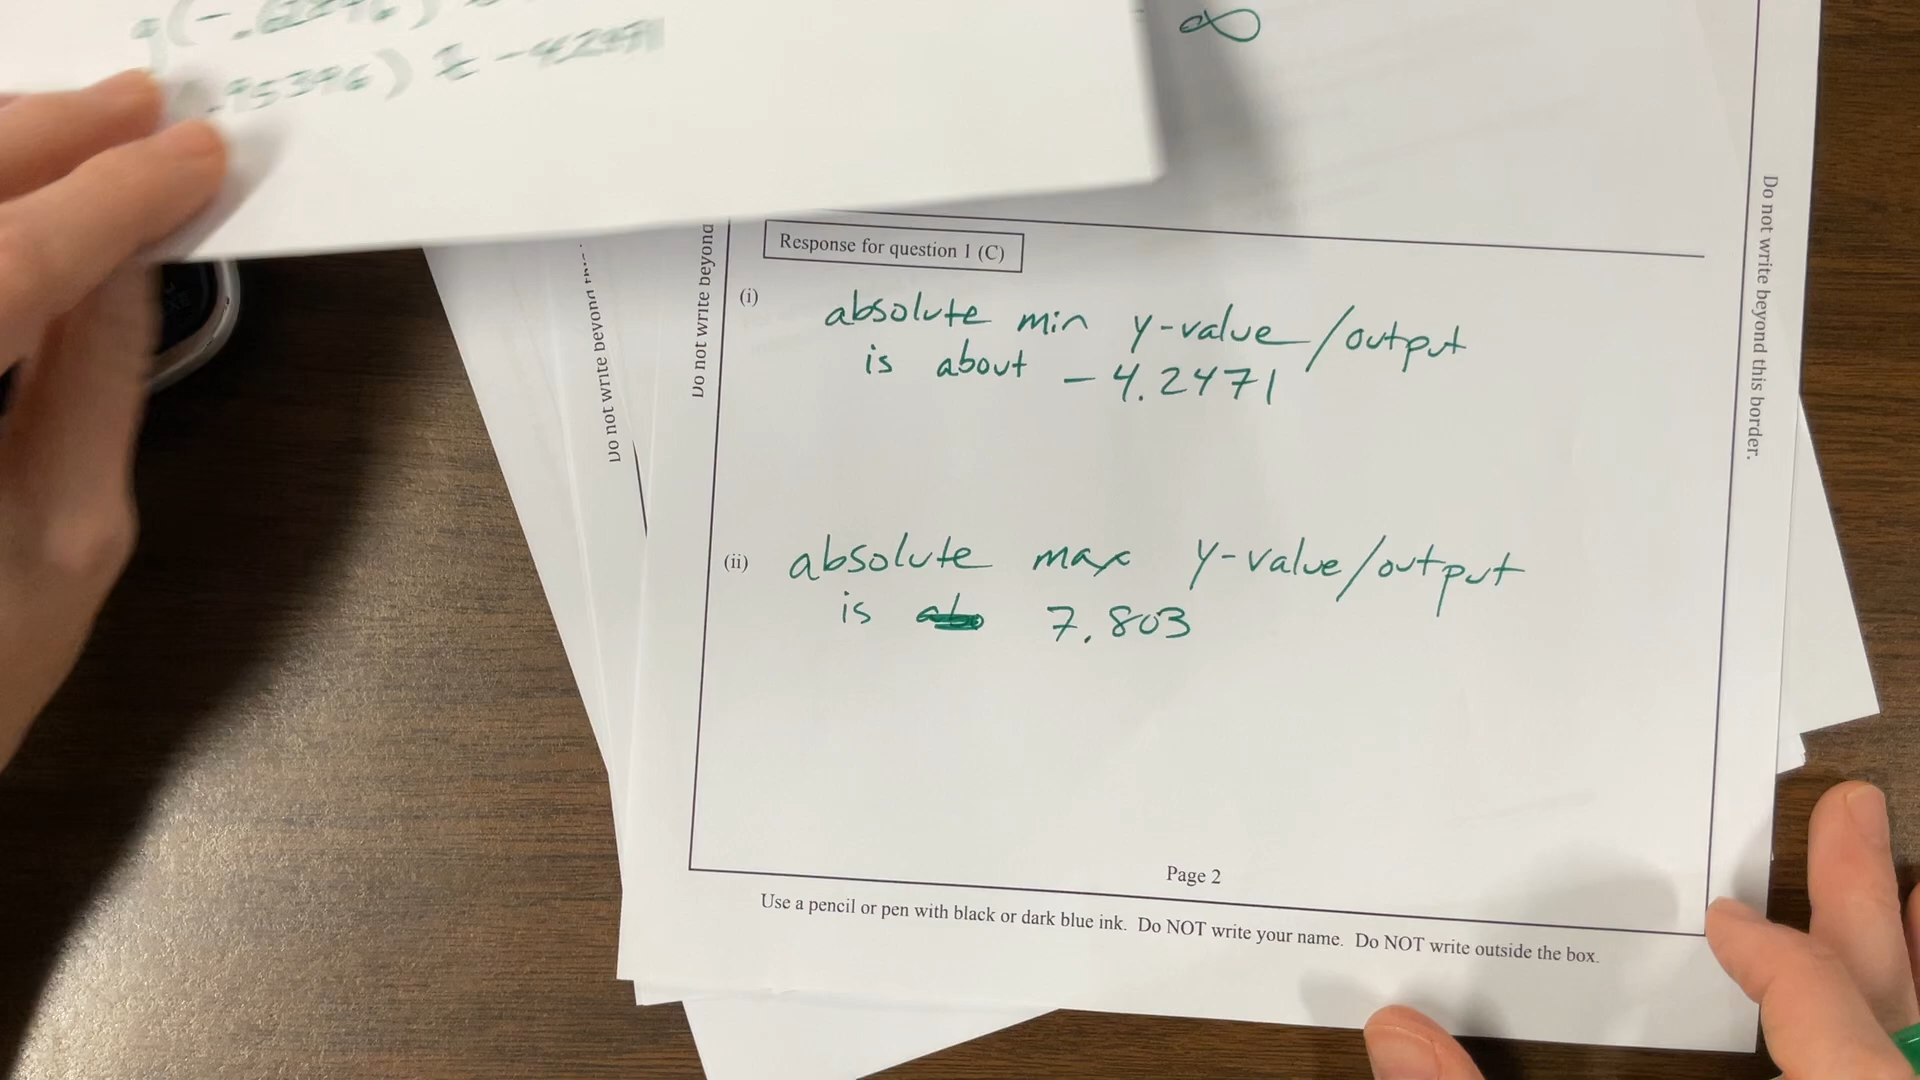 ∞
Do not write beyond this border.
Do not write beyond
Do not write beyond
Response for question 1 (C)
(i) absolute min y-value/output
is about -4.2471
(ii) absolute max y-value/output
is 7.803
Page 2
Use a pencil or pen with black or dark blue ink. Do NOT write your name. Do NOT write outside the box.